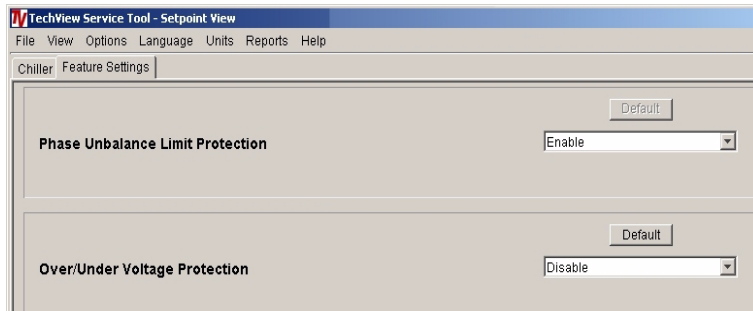 TV TechView Service Tool - Setpoint View
File View Options Language Units Reports Help
Chiller Feature Settings
Default
Phase Unbalance Limit Protection Enable
Default
Over/Under Voltage Protection Disable